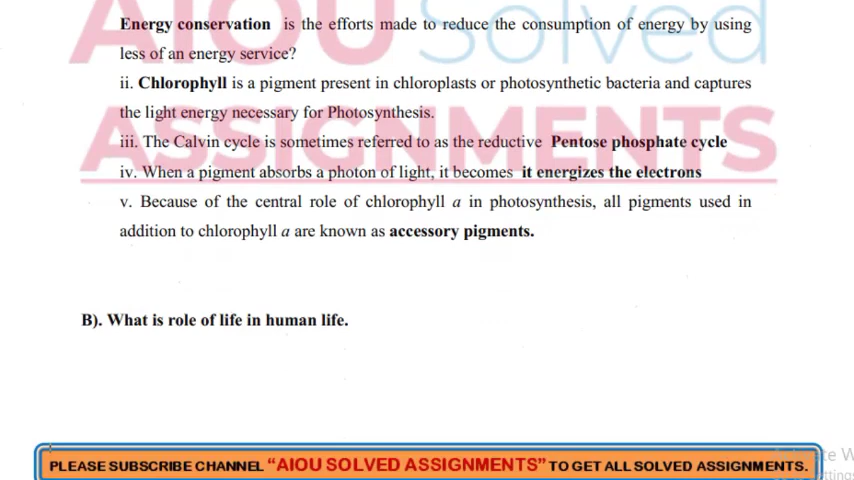 AIOU Solved
ASSIGNMENTS
Energy conservation is the efforts made to reduce the consumption of energy by using
less of an energy service?
ii. Chlorophyll is a pigment present in chloroplasts or photosynthetic bacteria and captures
the light energy necessary for Photosynthesis.
iii. The Calvin cycle is sometimes referred to as the reductive Pentose phosphate cycle
iv. When a pigment absorbs a photon of light, it becomes it energizes the electrons
v. Because of the central role of chlorophyll a in photosynthesis, all pigments used in
addition to chlorophyll a are known as accessory pigments.
B). What is role of life in human life.
PLEASE SUBSCRIBE CHANNEL “AIOU SOLVED ASSIGNMENTS” TO GET ALL SOLVED ASSIGNMENTS.